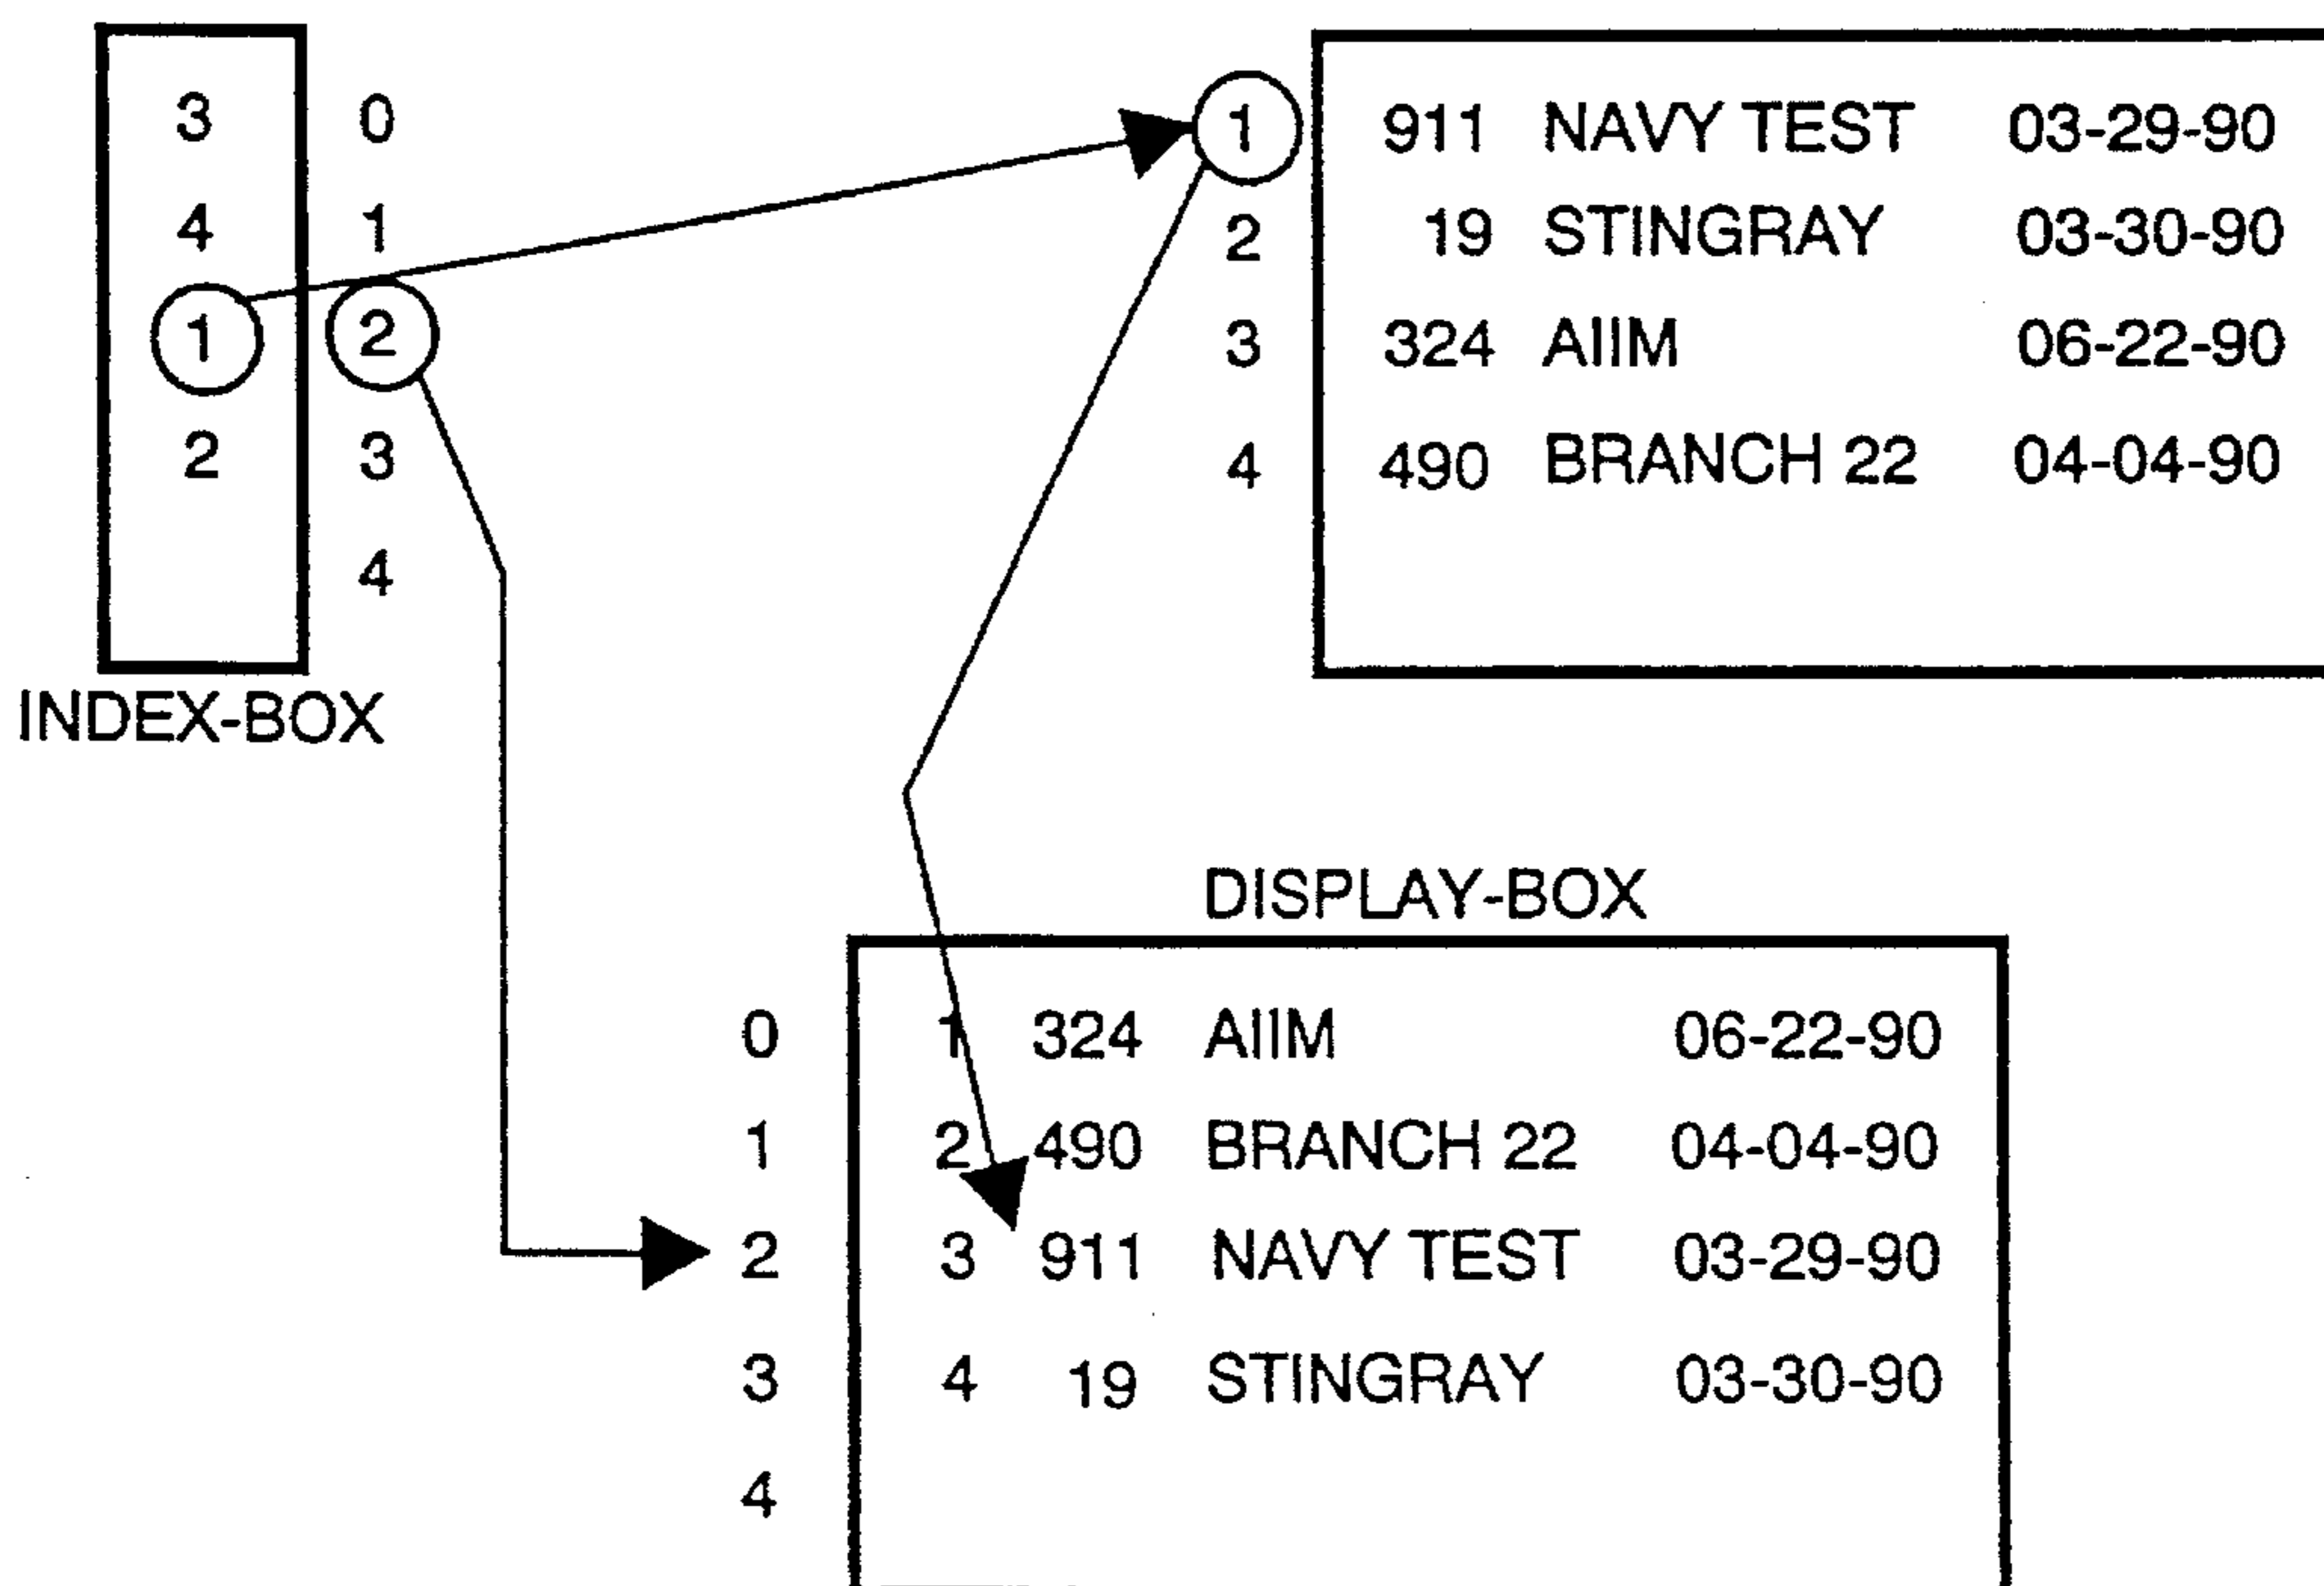 3 0
4 1
1 2
2 3
4
INDEX-BOX
1 911 NAVY TEST 03-29-90
2 19 STINGRAY 03-30-90
3 324 AIIM 06-22-90
4 490 BRANCH 22 04-04-90
DISPLAY-BOX
0 1 324 AIIM 06-22-90
1 2 490 BRANCH 22 04-04-90
2 3 911 NAVY TEST 03-29-90
3 4 19 STINGRAY 03-30-90
4